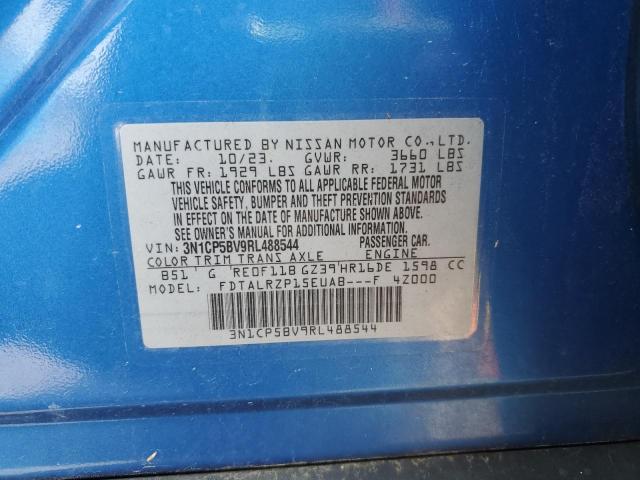 MANUFACTURED BY NISSAN MOTOR CO.,LTD.
DATE: 10/23. GVWR: 3660 LBS
GAWR FR: 1929 LBS GAWR RR: 1731 LBS
THIS VEHICLE CONFORMS TO ALL APPLICABLE FEDERAL MOTOR
VEHICLE SAFETY, BUMPER AND THEFT PREVENTION STANDARDS
IN EFFECT ON THE DATE OF MANUFACTURE SHOWN ABOVE.
SEE OWNER'S MANUAL FOR ADDITIONAL INFORMATION.
VIN: 3N1CP5BV9RL488544 PASSENGER CAR.
COLOR TRIM TRANS AXLE ENGINE
B51 G RE0F11B GZ39 HR16DE 1598 CC
MODEL: FDTALRZP15EUAB---F 4Z000
3N1CP5BV9RL488544